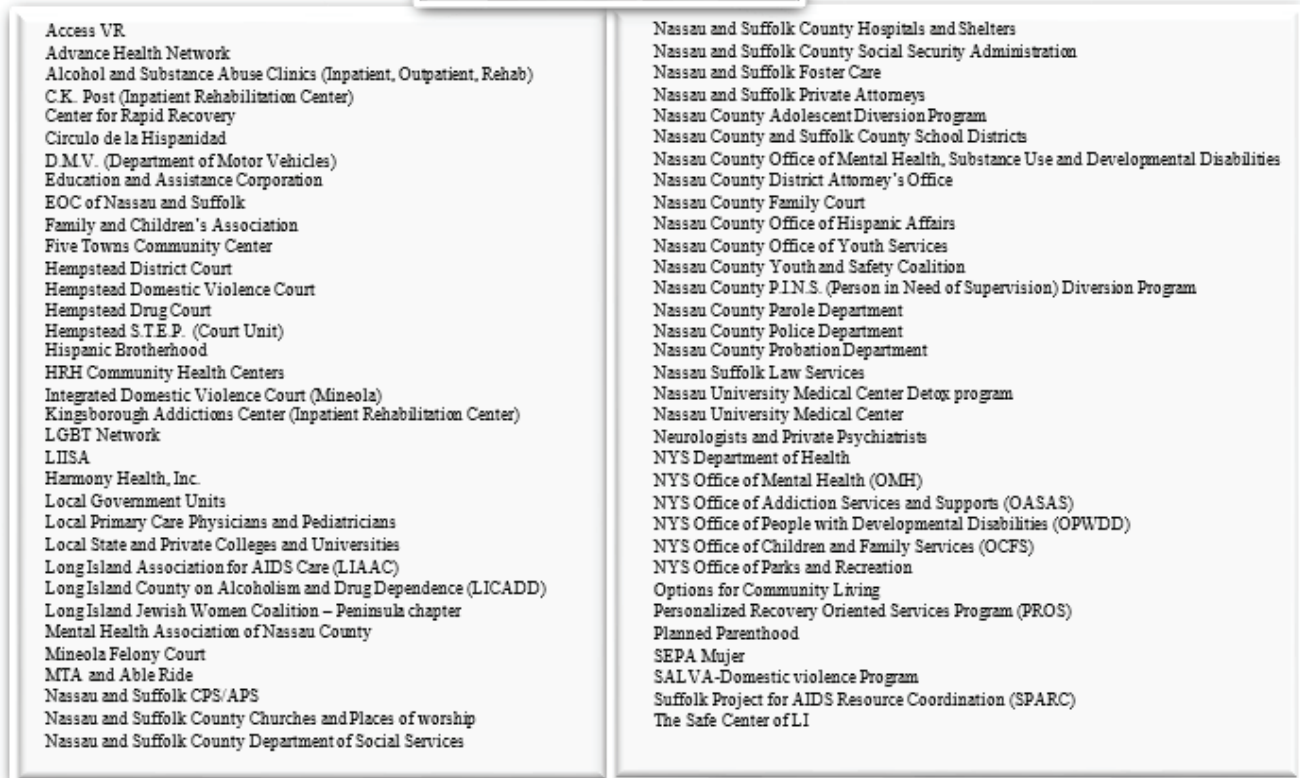 Access VR
Advance Health Network
Alcohol and Substance Abuse Clinics (Inpatient, Outpatient, Rehab)
C.K. Post (Inpatient Rehabilitation Center)
Center for Rapid Recovery
Circulo de la Hispanidad
D.M.V. (Department of Motor Vehicles)
Education and Assistance Corporation
EOC of Nassau and Suffolk
Family and Children's Association
Five Towns Community Center
Hempstead District Court
Hempstead Domestic Violence Court
Hempstead Drug Court
Hempstead S.T.E.P. (Court Unit)
Hispanic Brotherhood
HRH Community Health Centers
Integrated Domestic Violence Court (Mineola)
Kingsborough Addictions Center (Inpatient Rehabilitation Center)
LGBT Network
LIISA
Harmony Health, Inc.
Local Government Units
Local Primary Care Physicians and Pediatricians
Local State and Private Colleges and Universities
Long Island Association for AIDS Care (LIAAC)
Long Island County on Alcoholism and Drug Dependence (LICADD)
Long Island Jewish Women Coalition – Peninsula chapter
Mental Health Association of Nassau County
Mineola Felony Court
MTA and Able Ride
Nassau and Suffolk CPS/APS
Nassau and Suffolk County Churches and Places of worship
Nassau and Suffolk County Department of Social Services
Nassau and Suffolk County Hospitals and Shelters
Nassau and Suffolk County Social Security Administration
Nassau and Suffolk Foster Care
Nassau and Suffolk Private Attorneys
Nassau County Adolescent Diversion Program
Nassau County and Suffolk County School Districts
Nassau County Office of Mental Health, Substance Use and Developmental Disabilities
Nassau County District Attorney's Office
Nassau County Family Court
Nassau County Office of Hispanic Affairs
Nassau County Office of Youth Services
Nassau County Youth and Safety Coalition
Nassau County P.I.N.S. (Person in Need of Supervision) Diversion Program
Nassau County Parole Department
Nassau County Police Department
Nassau County Probation Department
Nassau Suffolk Law Services
Nassau University Medical Center Detox program
Nassau University Medical Center
Neurologists and Private Psychiatrists
NYS Department of Health
NYS Office of Mental Health (OMH)
NYS Office of Addiction Services and Supports (OASAS)
NYS Office of People with Developmental Disabilities (OPWDD)
NYS Office of Children and Family Services (OCFS)
NYS Office of Parks and Recreation
Options for Community Living
Personalized Recovery Oriented Services Program (PROS)
Planned Parenthood
SEPA Mujer
SALVA-Domestic violence Program
Suffolk Project for AIDS Resource Coordination (SPARC)
The Safe Center of LI